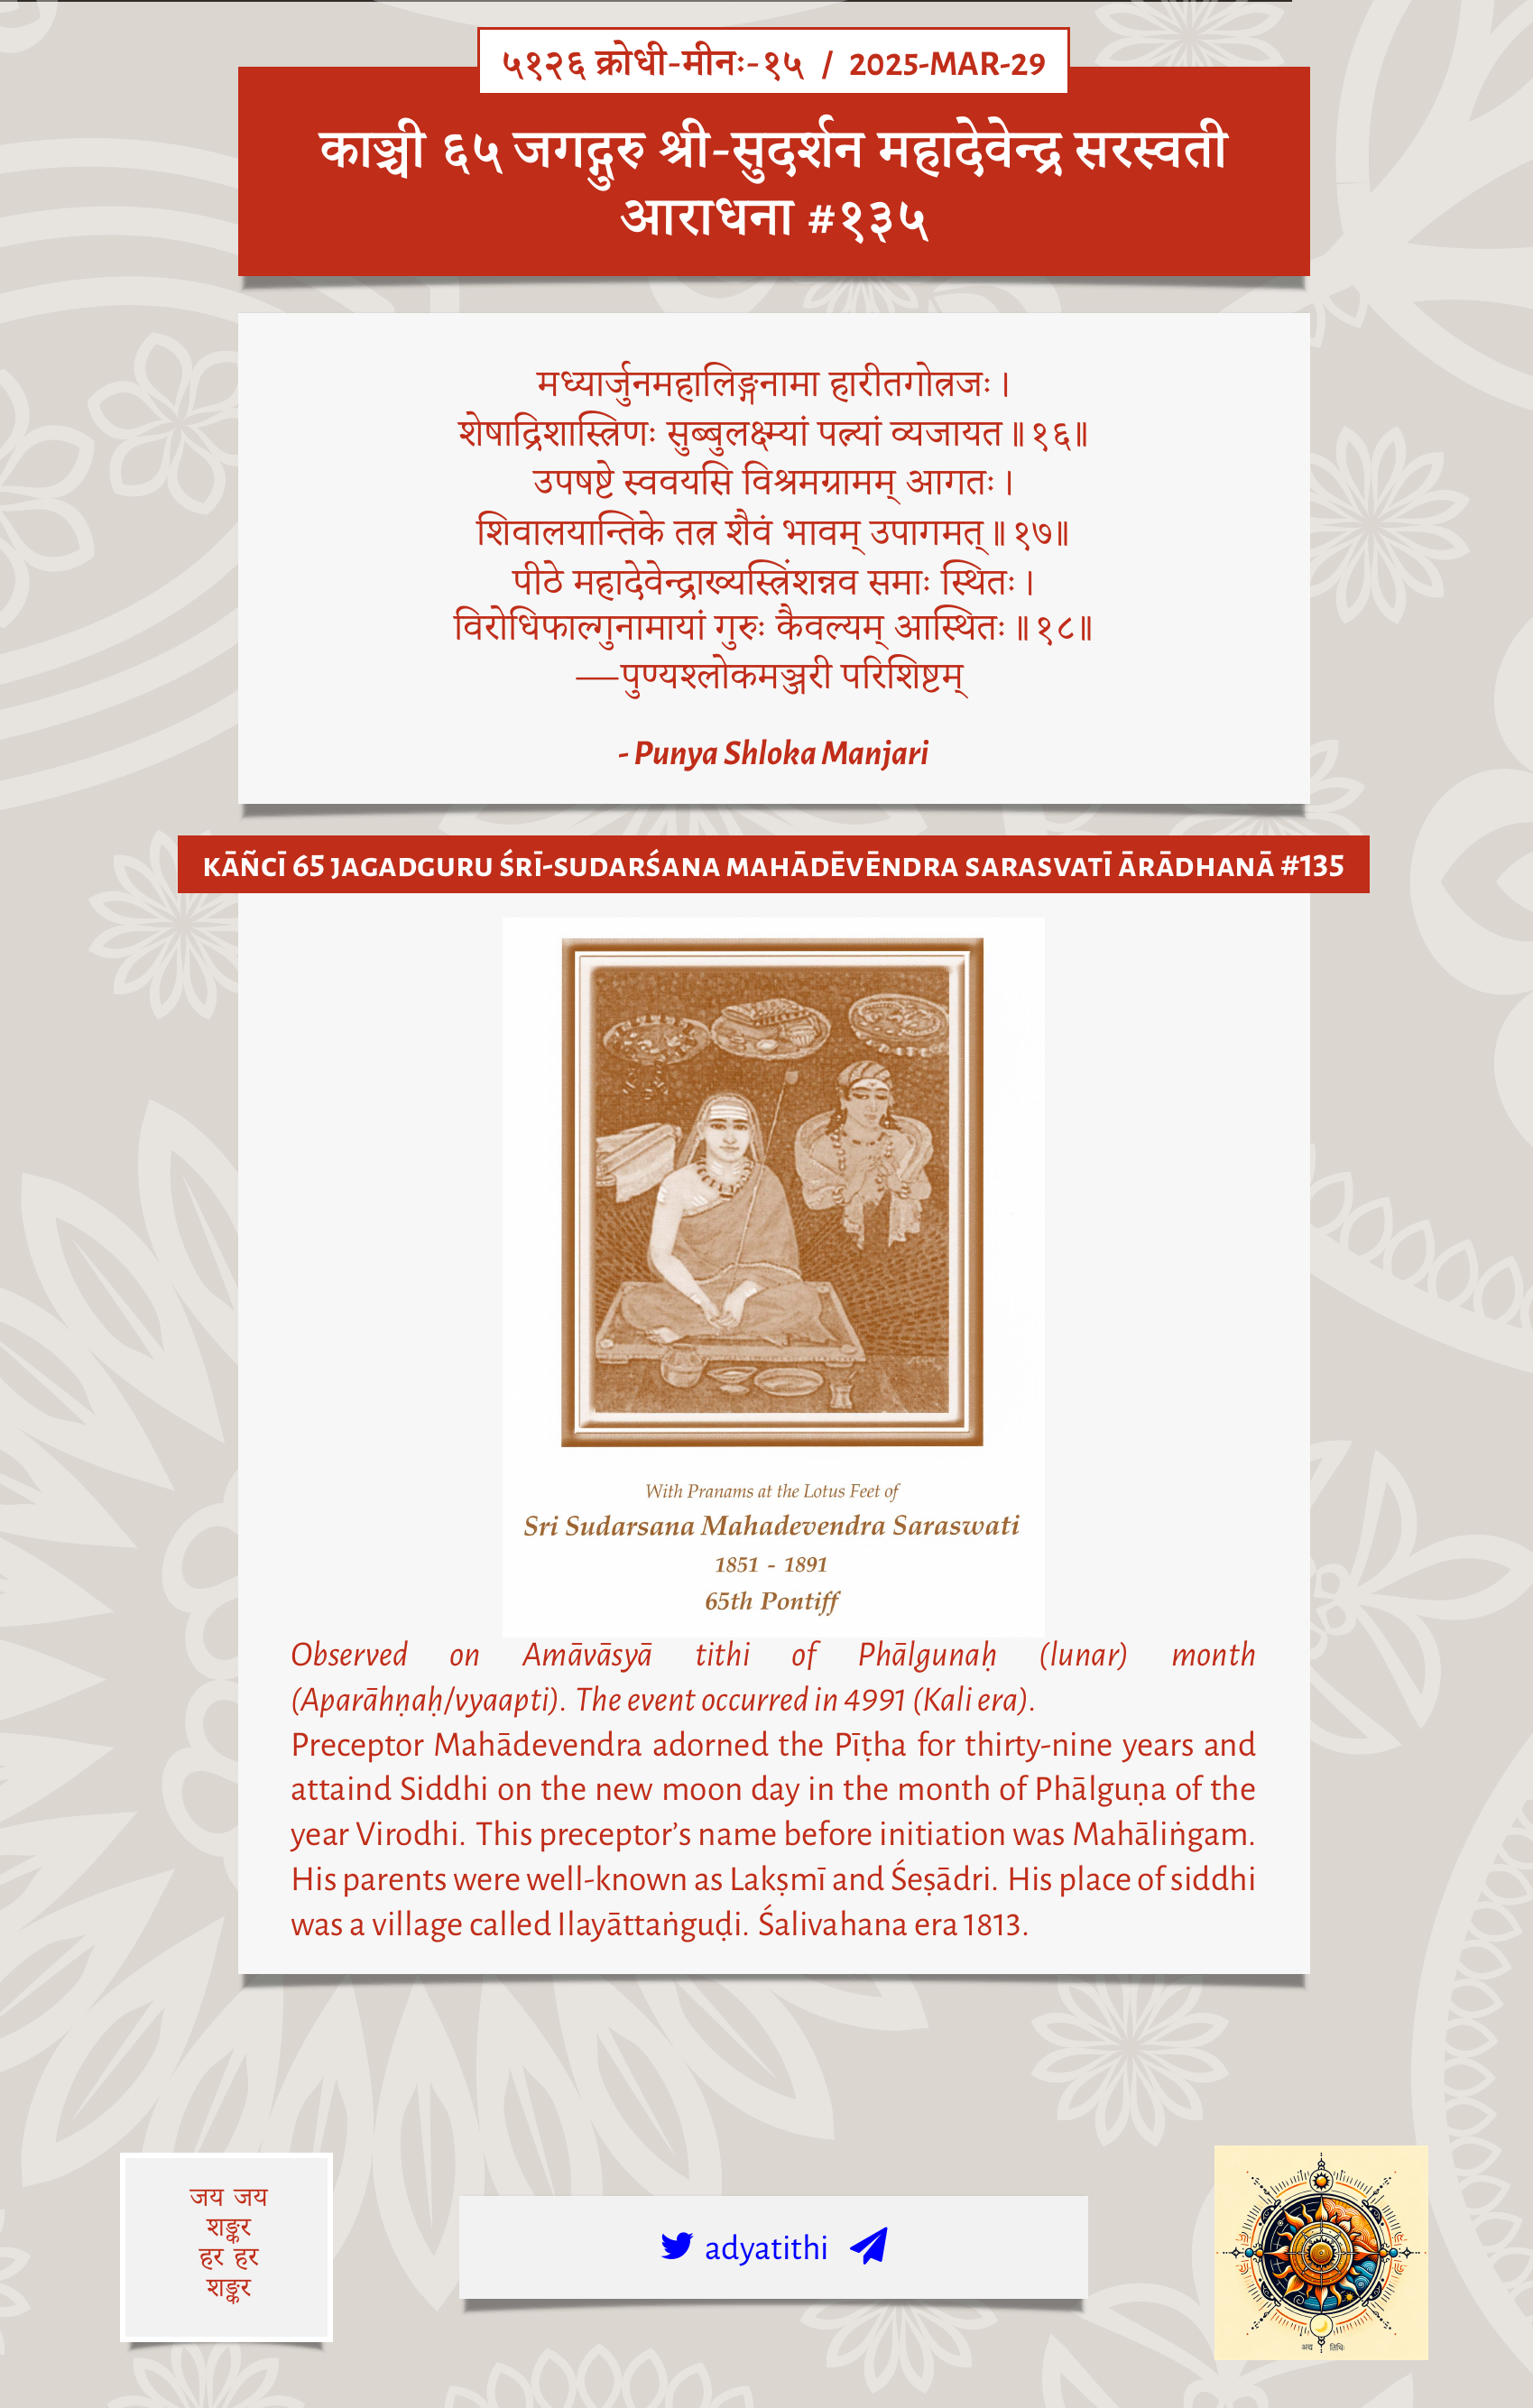 ५१२६ क्रोधी-मीनः-१५ / 2025-MAR-29
काञ्ची ६५ जगद्गुरु श्री-सुदर्शन महादेवेन्द्र सरस्वती
आराधना #१३५
मध्यार्जुनमहालिङ्गनामा हारीतगोत्रजः।
शेषाद्रिशास्त्रिणः सुब्बुलक्ष्म्यां पत्न्यां व्यजायत॥१६॥
उपषष्टे स्ववयसि विश्रमग्रामम् आगतः।
शिवालयान्तिके तत्र शैवं भावम् उपागमत्॥१७॥
पीठे महादेवेन्द्राख्यस्त्रिंशन्नव समाः स्थितः।
विरोधिफाल्गुनामायां गुरुः कैवल्यम् आस्थितः॥१८॥
—पुण्यश्लोकमञ्जरी परिशिष्टम्
- Punya Shloka Manjari
KĀÑCĪ 65 JAGADGURU ŚRĪ-SUDARŚANA MAHĀDĒVĒNDRA SARASVATĪ ĀRĀDHANĀ #135
With Pranams at the Lotus Feet of
Sri Sudarsana Mahadevendra Saraswati
1851 - 1891
65th Pontiff
Observed on Amāvāsyā tithi of Phālgunaḥ (lunar) month
(Aparāhṇaḥ/vyaapti). The event occurred in 4991 (Kali era).
Preceptor Mahādevendra adorned the Pīṭha for thirty-nine years and
attaind Siddhi on the new moon day in the month of Phālguṇa of the
year Virodhi. This preceptor’s name before initiation was Mahāliṅgam.
His parents were well-known as Lakṣmī and Śeṣādri. His place of siddhi
was a village called Ilayāttaṅguḍi. Śalivahana era 1813.
जय जय
शङ्कर
हर हर
शङ्कर
adyatithi
अद्य तिथिः